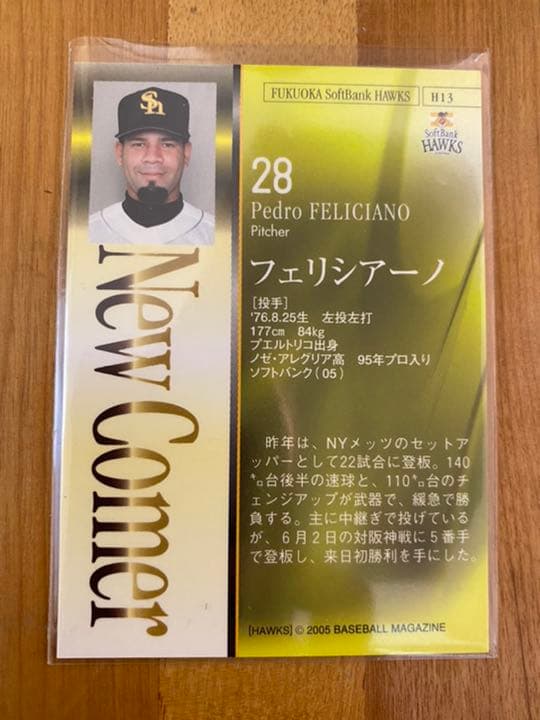 Sh
New Comer
FUKUOKA SoftBank HAWKS H13
SoftBank
HAWKS
28
Pedro FELICIANO
Pitcher
フェリシアーノ
[投手]
'76.8.25生 左投左打
177cm 84kg
プエルトリコ出身
ノゼ・アレグリア高 95年プロ入り
ソフトバンク(05)
昨年は、NYメッツのセットア
ッパーとして22試合に登板。140
㌔台後半の速球と、110㌔台のチ
ェンジアップが武器で、緩急で勝
負する。主に中継ぎで投げている
が、6月2日の対阪神戦に5番手
で登板し、来日初勝利を手にした。
[HAWKS] © 2005 BASEBALL MAGAZINE